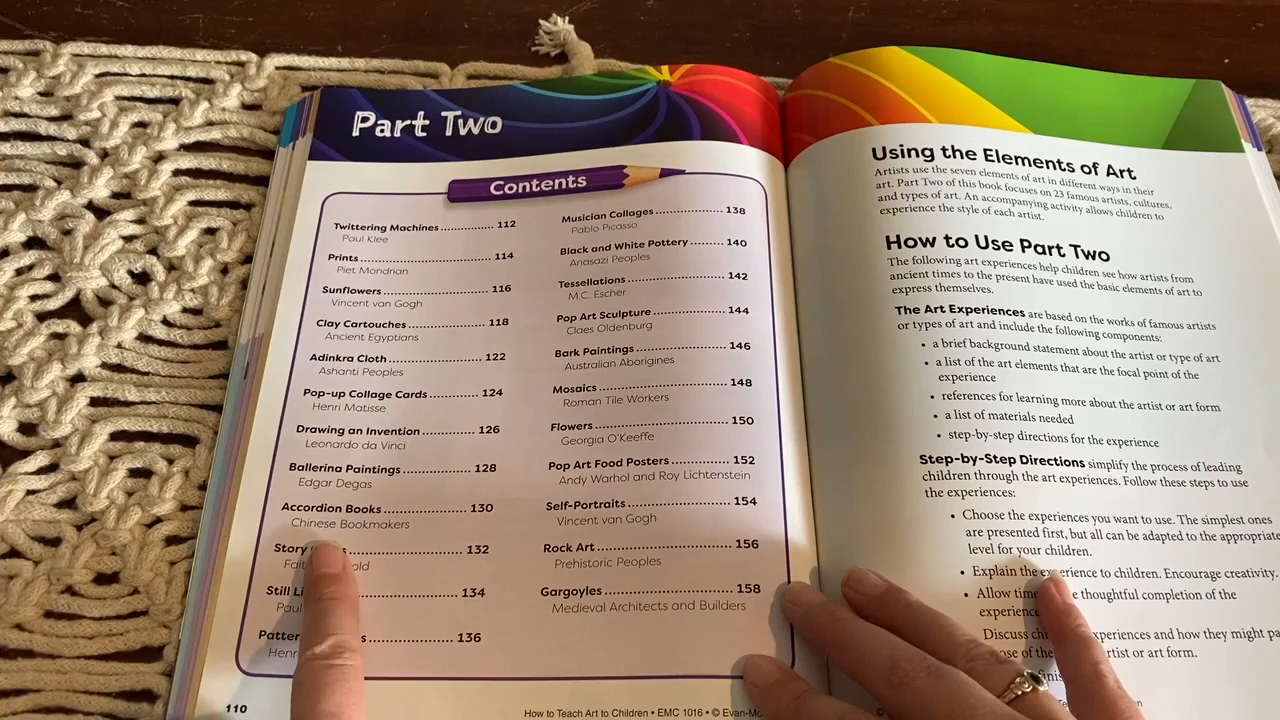 Part Two
Contents
Twittering Machines 112
Paul Klee
Prints 114
Piet Mondrian
Sunflowers 116
Vincent van Gogh
Clay Cartouches 118
Ancient Egyptians
Adinkra Cloth 122
Ashanti Peoples
Pop-up Collage Cards 124
Henri Matisse
Drawing an Invention 126
Leonardo da Vinci
Ballerina Paintings 128
Edgar Degas
Accordion Books 130
Chinese Bookmakers
Story 132
134
136
Musician Collages 138
Pablo Picasso
Black and White Pottery 140
Anasazi Peoples
Tessellations 142
M.C. Escher
Pop Art Sculpture 144
Claes Oldenburg
Bark Paintings 146
Australian Aborigines
Mosaics 148
Roman Tile Workers
Flowers 150
Georgia O'Keeffe
Pop Art Food Posters 152
Andy Warhol and Roy Lichtenstein
Self-Portraits 154
Vincent van Gogh
Rock Art 156
Prehistoric Peoples
Gargoyles 158
Medieval Architects and Builders
110
How to Teach Art to Children • EMC 1016 • ©
Using the Elements of Art
Artists use the seven elements of art in different ways in their
art. Part Two of this book focuses on 23 famous artists, cultures,
and types of art. An accompanying activity allows children to
experience the style of each artist.
How to Use Part Two
The following art experiences help children see how artists from
ancient times to the present have used the basic elements of art to
express themselves.
The Art Experiences are based on the works of famous artists
or types of art and include the following components:
• a brief background statement about the artist or type of art
• a list of the art elements that are the focal point of the
experience
• references for learning more about the artist or art form
• a list of materials needed
• step-by-step directions for the experience
Step-by-Step Directions simplify the process of leading
children through the art experiences. Follow these steps to use
the experiences:
• Choose the experiences you want to use. The simplest ones
are presented first, but all can be adapted to the appropriate
level for your children.
• Explain the experience to children. Encourage creativity.
• Allow thoughtful completion of the
Discuss experiences and how they might
of the artist or art form.